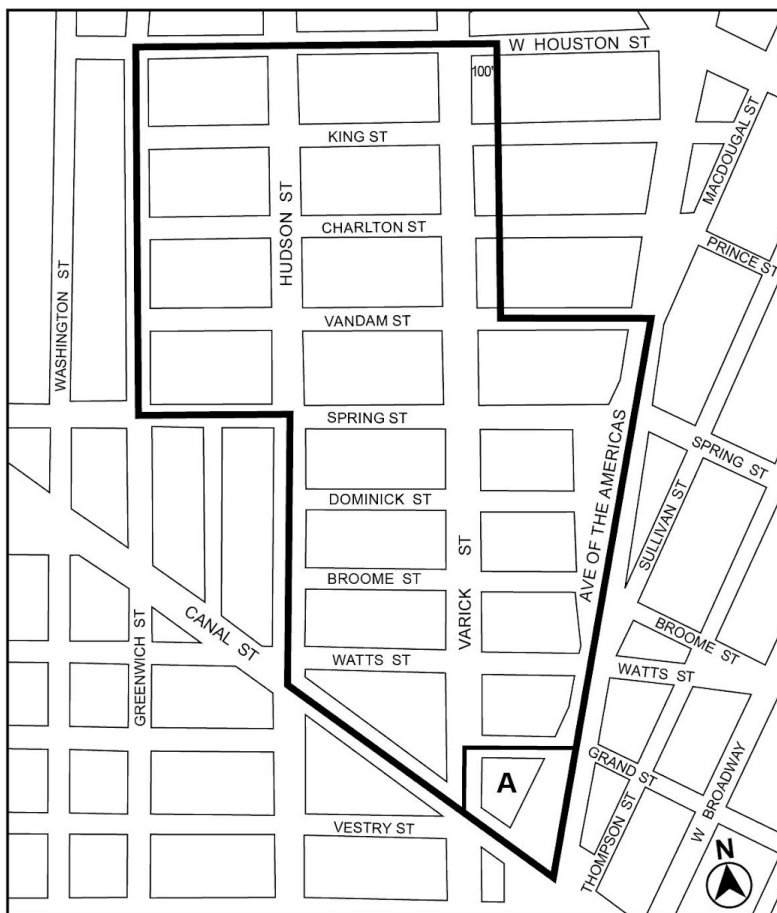 W HOUSTON ST
100'
KING ST
MACDOUGAL ST
HUDSON ST
CHARLTON ST
PRINCE ST
WASHINGTON ST
VANDAM ST
SPRING ST
AVE OF THE AMERICAS
SPRING ST
DOMINICK ST
SULLIVAN ST
VARICK ST
BROOME ST
CANAL ST
GREENWICH ST
BROOME ST
WATTS ST
WATTS ST
A
GRAND ST
W BROADWAY
THOMPSON ST
VESTRY ST
N